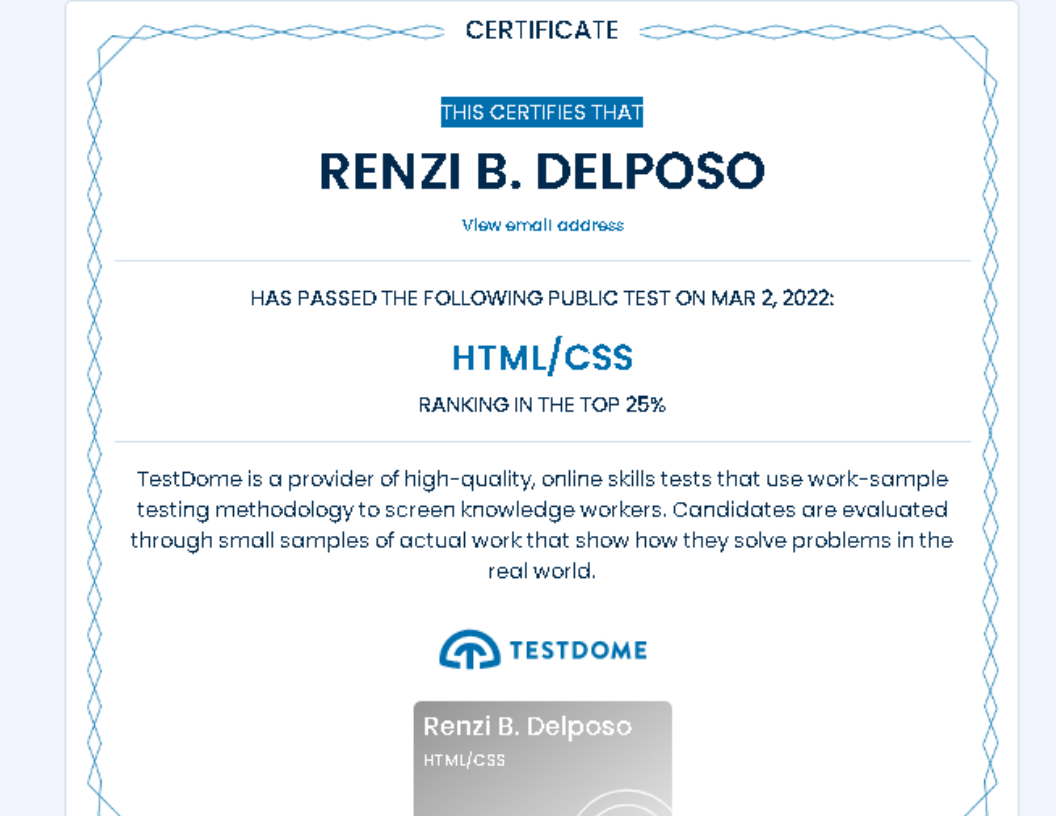 CERTIFICATE
THIS CERTIFIES THAT
RENZI B. DELPOSO
View email address
HAS PASSED THE FOLLOWING PUBLIC TEST ON MAR 2, 2022:
HTML/CSS
RANKING IN THE TOP 25%
TestDome is a provider of high-quality, online skills tests that use work-sample
testing methodology to screen knowledge workers. Candidates are evaluated
through small samples of actual work that show how they solve problems in the
real world.
TESTDOME
Renzi B. Delposo
HTML/CSS